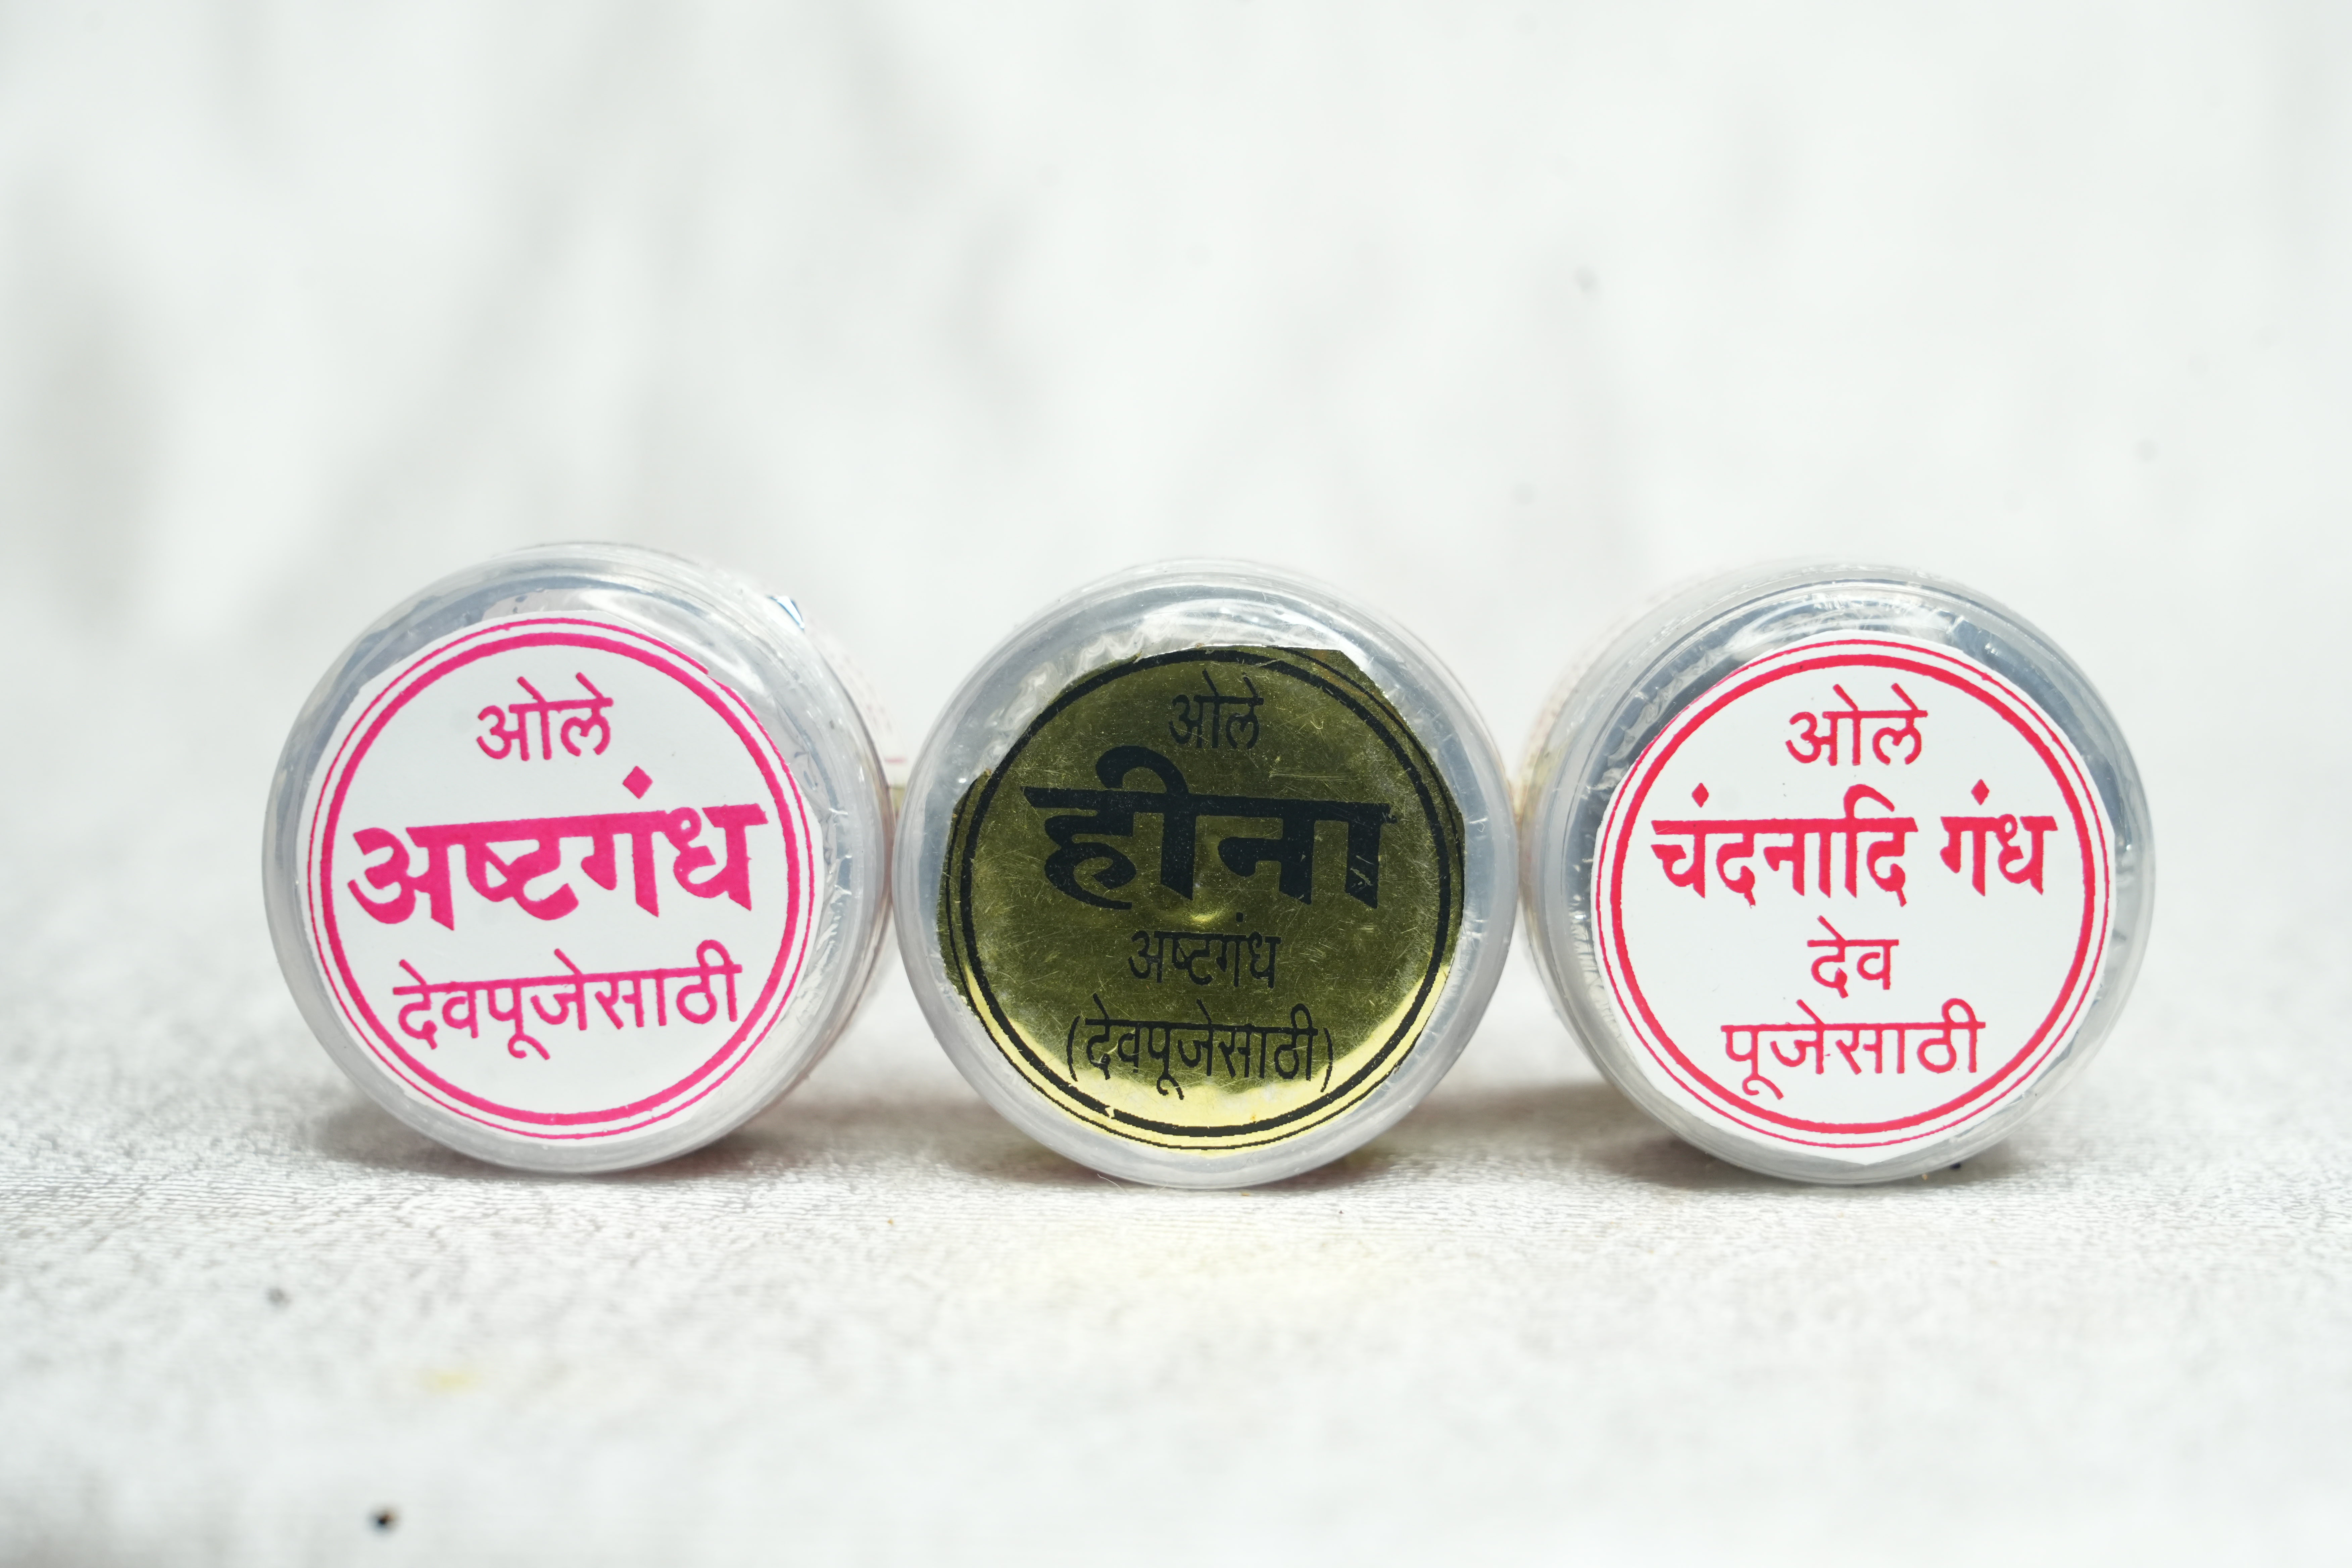 ओले
अष्टगंध
देवपूजेसाठी
ओले
हीना
अष्टगंध
(देवपूजेसाठी)
ओले
चंदनादि गंध
देव
पूजेसाठी